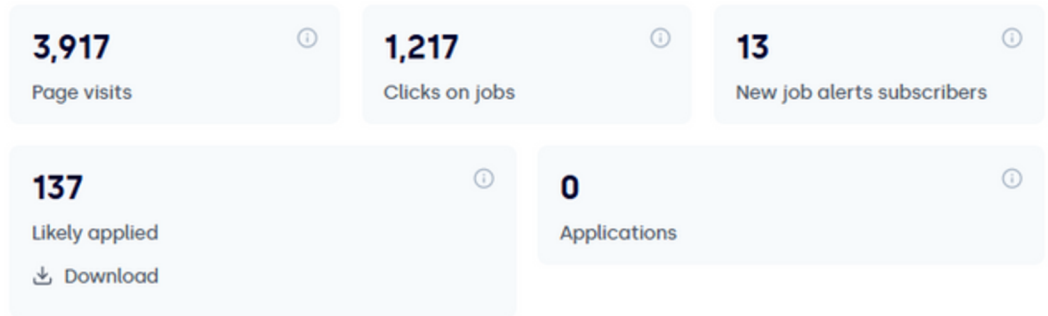 3,917
Page visits
1,217
Clicks on jobs
13
New job alerts subscribers
137
Likely applied
Download
0
Applications